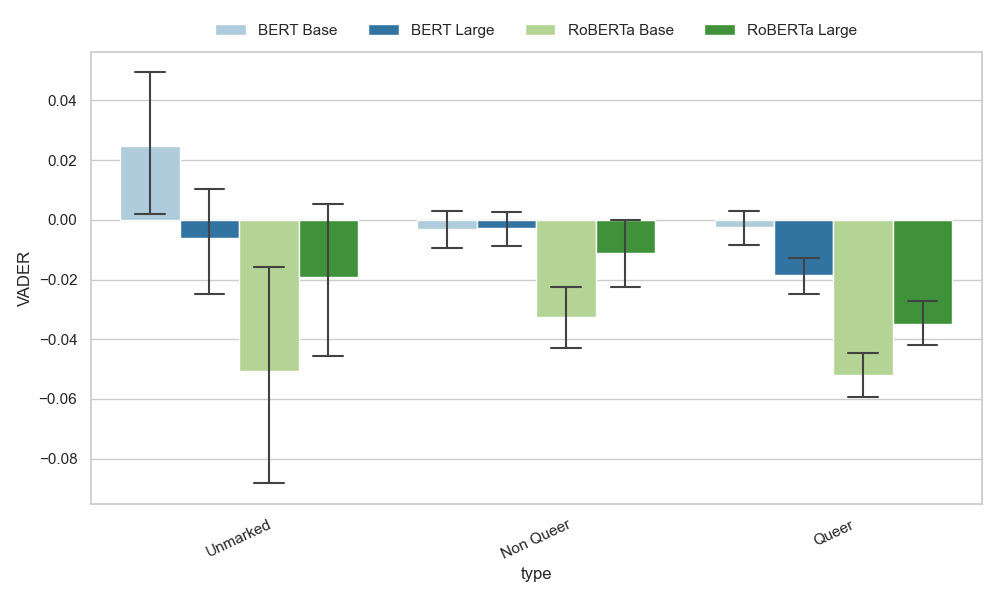 BERT Base BERT Large RoBERTa Base RoBERTa Large
0.04
0.02
0.00
−0.02
−0.04
−0.06
−0.08
VADER
Unmarked Non Queer Queer
type